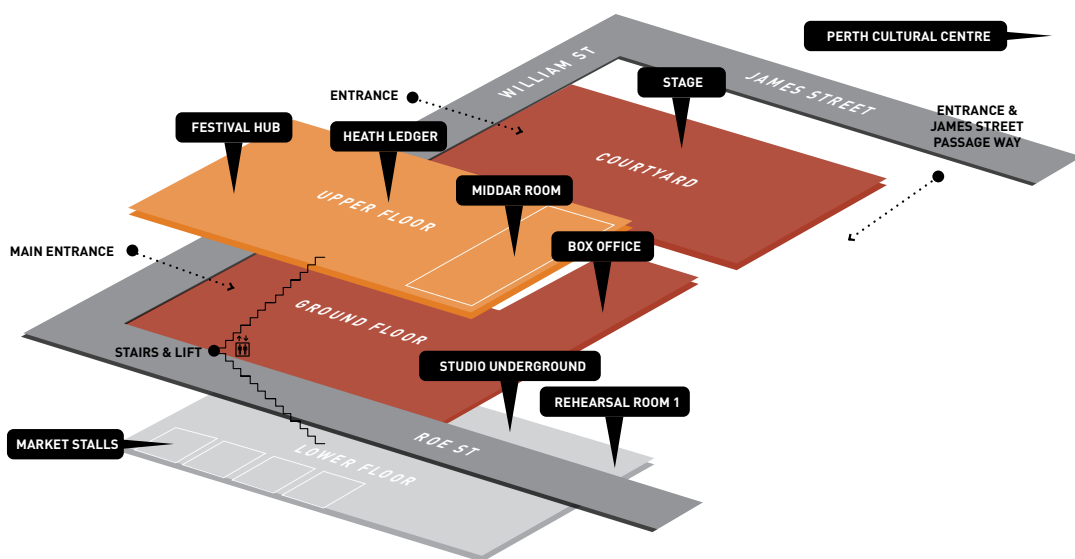 PERTH CULTURAL CENTRE
WILLIAM ST
JAMES STREET
STAGE
ENTRANCE
ENTRANCE &
JAMES STREET
PASSAGE WAY
FESTIVAL HUB
HEATH LEDGER
COURTYARD
MIDDAR ROOM
UPPER FLOOR
BOX OFFICE
MAIN ENTRANCE
GROUND FLOOR
STAIRS & LIFT
STUDIO UNDERGROUND
REHEARSAL ROOM 1
MARKET STALLS
ROE ST
LOWER FLOOR